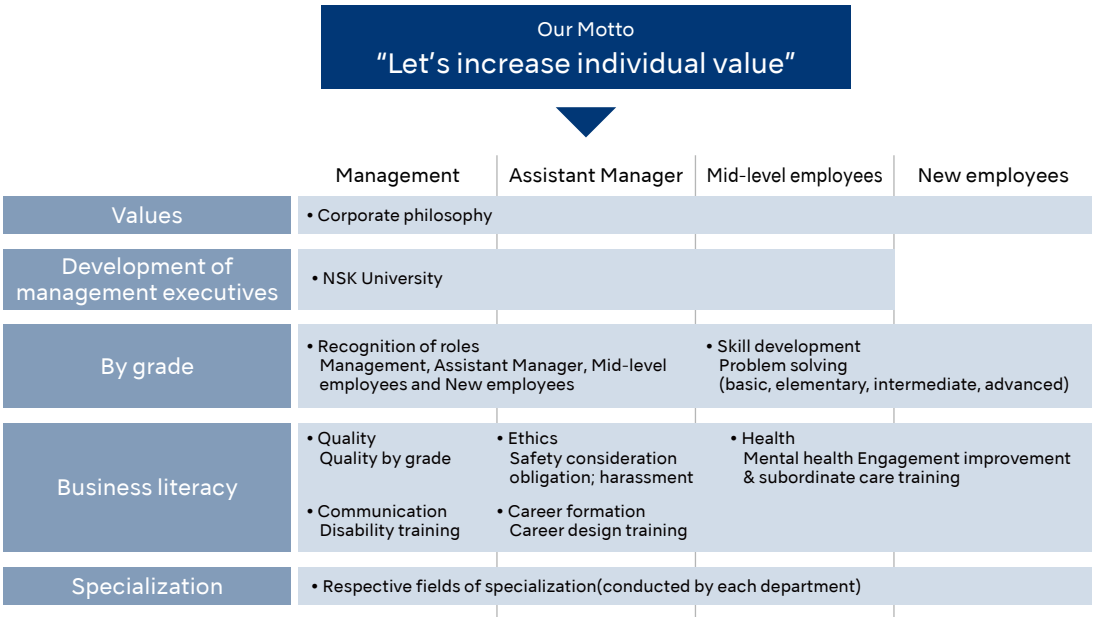 Our Motto
“Let’s increase individual value”
Management
Assistant Manager
Mid-level employees
New employees
Values
• Corporate philosophy
Development of
management executives
• NSK University
By grade
• Recognition of roles
Management, Assistant Manager, Mid-level
employees and New employees
• Skill development
Problem solving
(basic, elementary, intermediate, advanced)
Business literacy
• Quality
Quality by grade
• Ethics
Safety consideration
obligation; harassment
• Health
Mental health Engagement improvement
& subordinate care training
• Communication
Disability training
• Career formation
Career design training
Specialization
• Respective fields of specialization(conducted by each department)